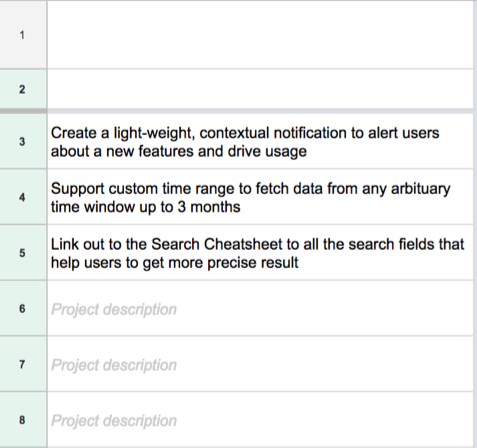 1
2
3
Create a light-weight, contextual notification to alert users
about a new features and drive usage
4
Support custom time range to fetch data from any arbituary
time window up to 3 months
5
Link out to the Search Cheatsheet to all the search fields that
help users to get more precise result
6
Project description
7
Project description
8
Project description